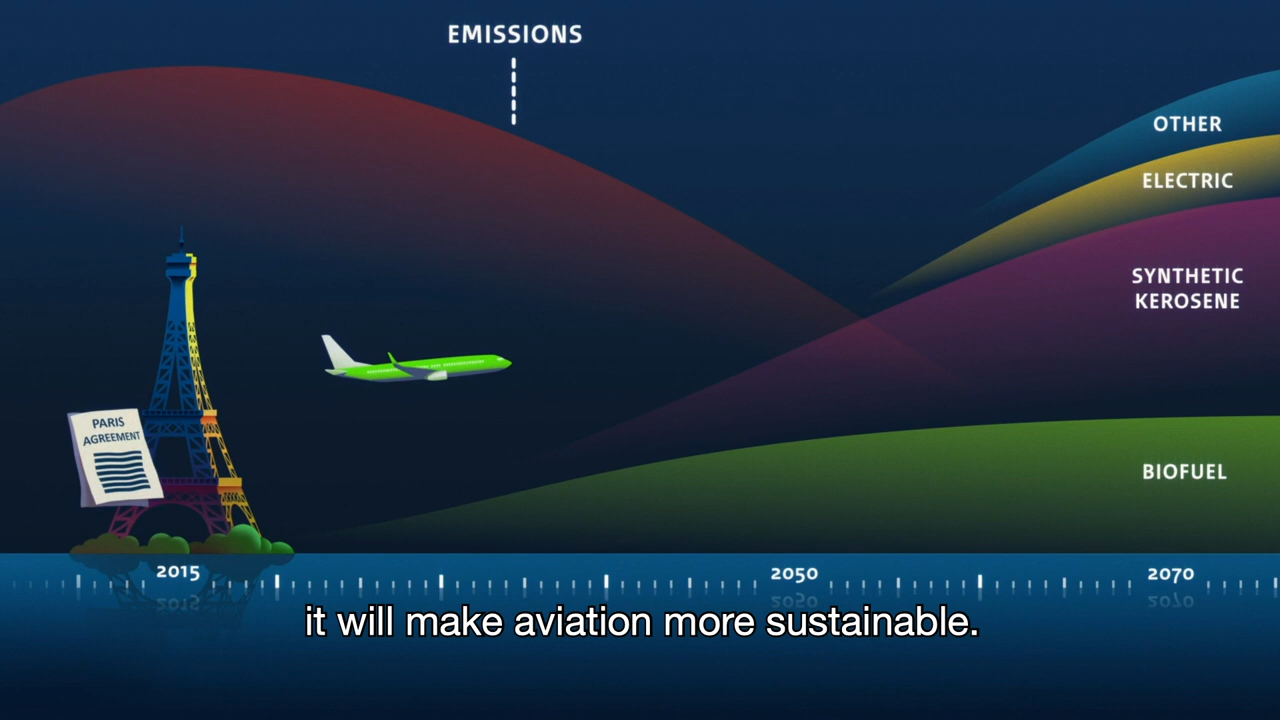 EMISSIONS
OTHER
ELECTRIC
SYNTHETIC
KEROSENE
PARIS
AGREEMENT
BIOFUEL
2015
2050
2070
it will make aviation more sustainable.